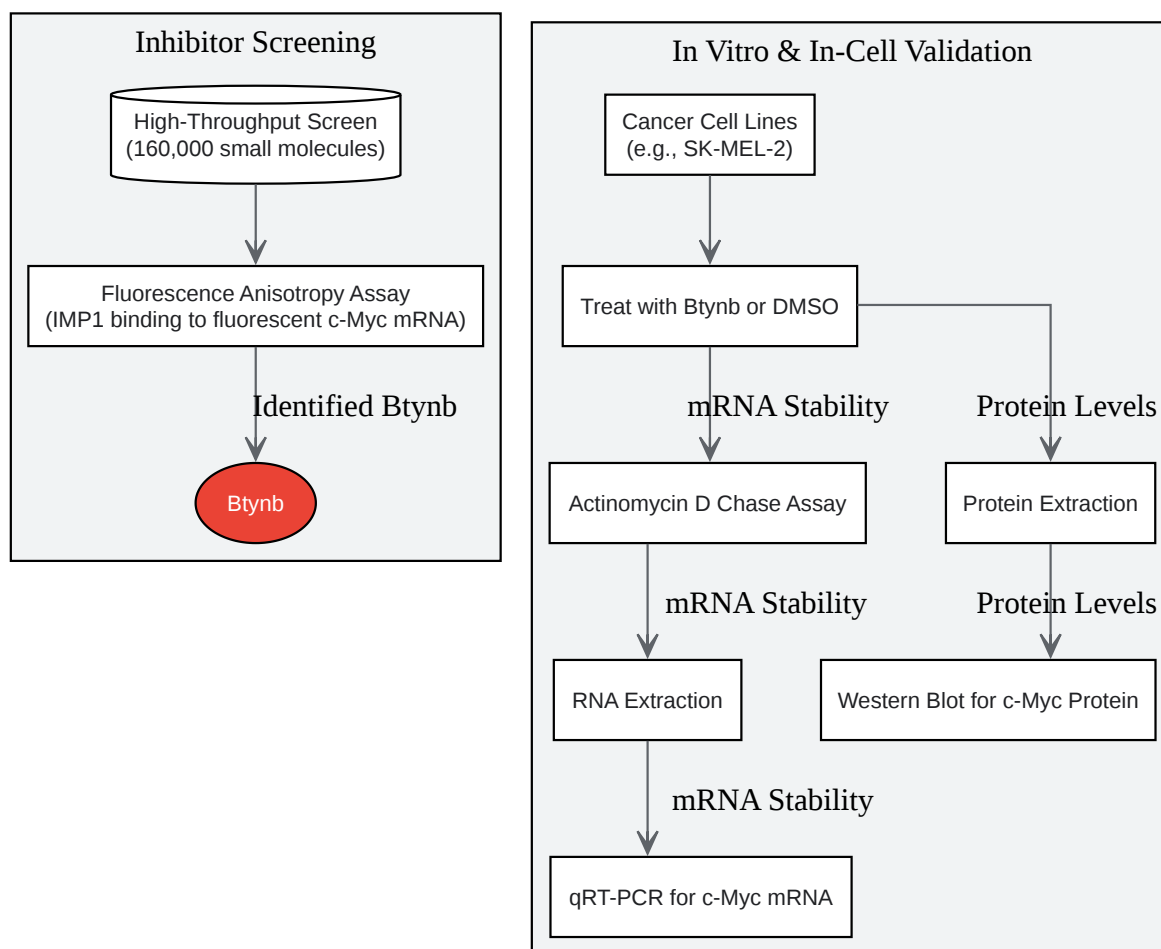 Inhibitor Screening
High-Throughput Screen
(160,000 small molecules)
Fluorescence Anisotropy Assay
(IMP1 binding to fluorescent c-Myc mRNA)
Identified Btynb
Btynb
In Vitro & In-Cell Validation
Cancer Cell Lines
(e.g., SK-MEL-2)
Treat with Btynb or DMSO
mRNA Stability
Protein Levels
Actinomycin D Chase Assay
Protein Extraction
mRNA Stability
Protein Levels
RNA Extraction
Western Blot for c-Myc Protein
mRNA Stability
qRT-PCR for c-Myc mRNA